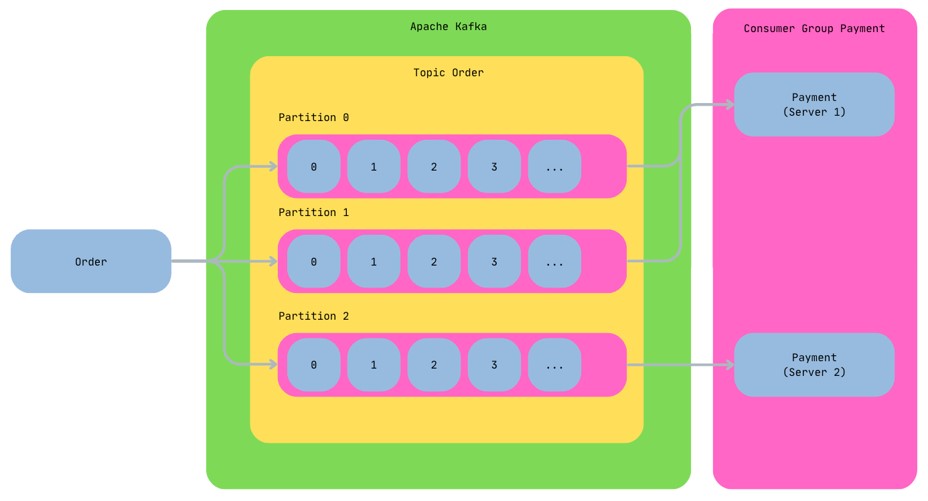 Apache Kafka
Consumer Group Payment
Topic Order
Payment
(Server 1)
Partition 0
0 1 2 3 ...
Partition 1
Order
0 1 2 3 ...
Partition 2
0 1 2 3 ...
Payment
(Server 2)